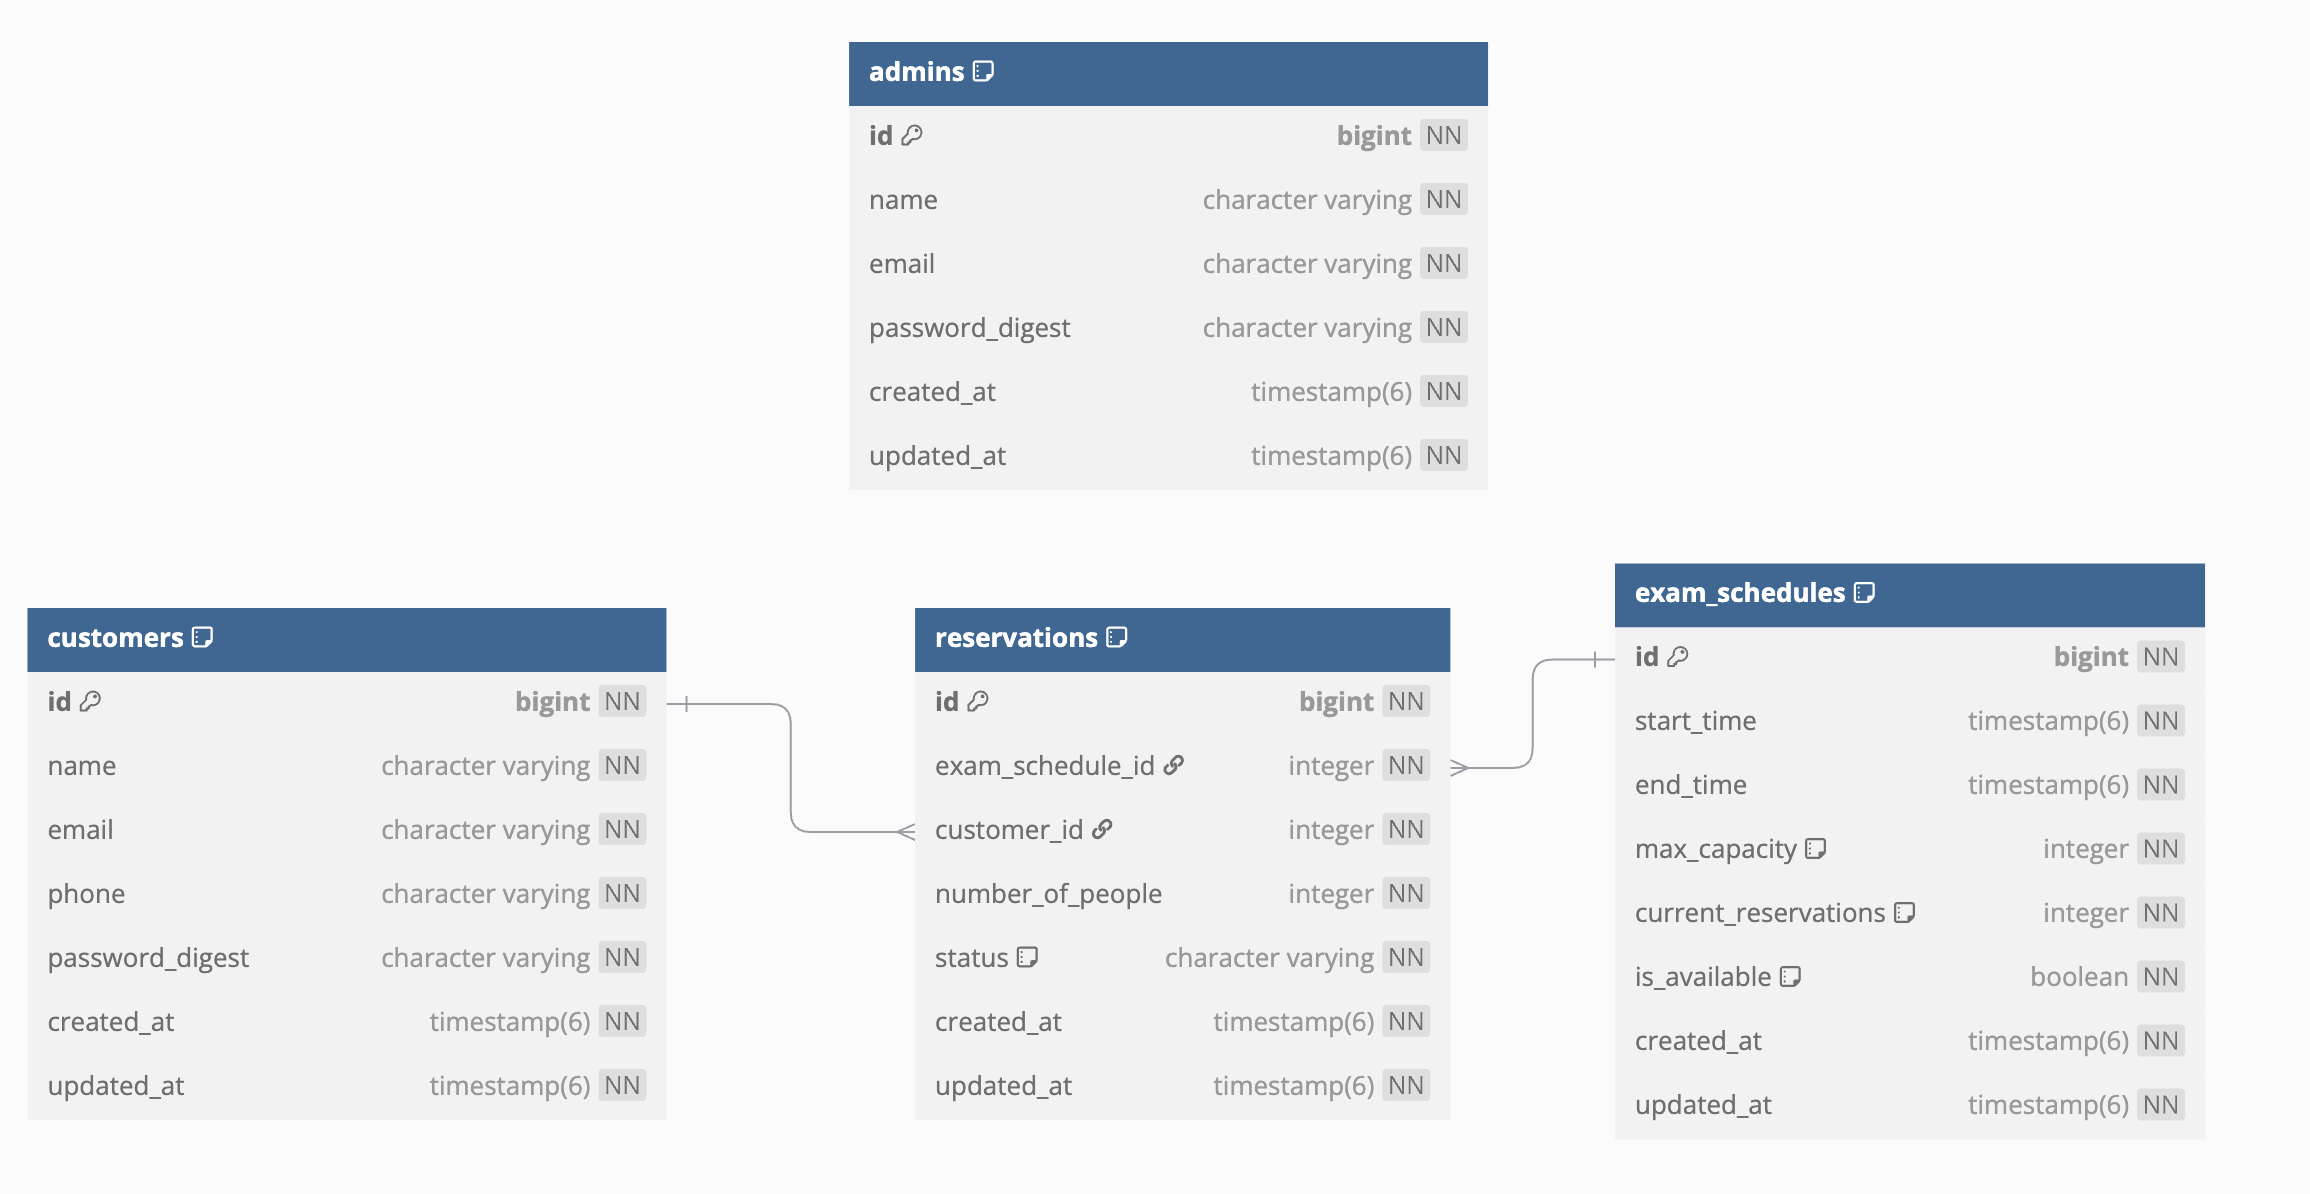 admins
id bigint NN
name character varying NN
email character varying NN
password_digest character varying NN
created_at timestamp(6) NN
updated_at timestamp(6) NN
customers
id bigint NN
name character varying NN
email character varying NN
phone character varying NN
password_digest character varying NN
created_at timestamp(6) NN
updated_at timestamp(6) NN
reservations
id bigint NN
exam_schedule_id integer NN
customer_id integer NN
number_of_people integer NN
status character varying NN
created_at timestamp(6) NN
updated_at timestamp(6) NN
exam_schedules
id bigint NN
start_time timestamp(6) NN
end_time timestamp(6) NN
max_capacity integer NN
current_reservations integer NN
is_available boolean NN
created_at timestamp(6) NN
updated_at timestamp(6) NN